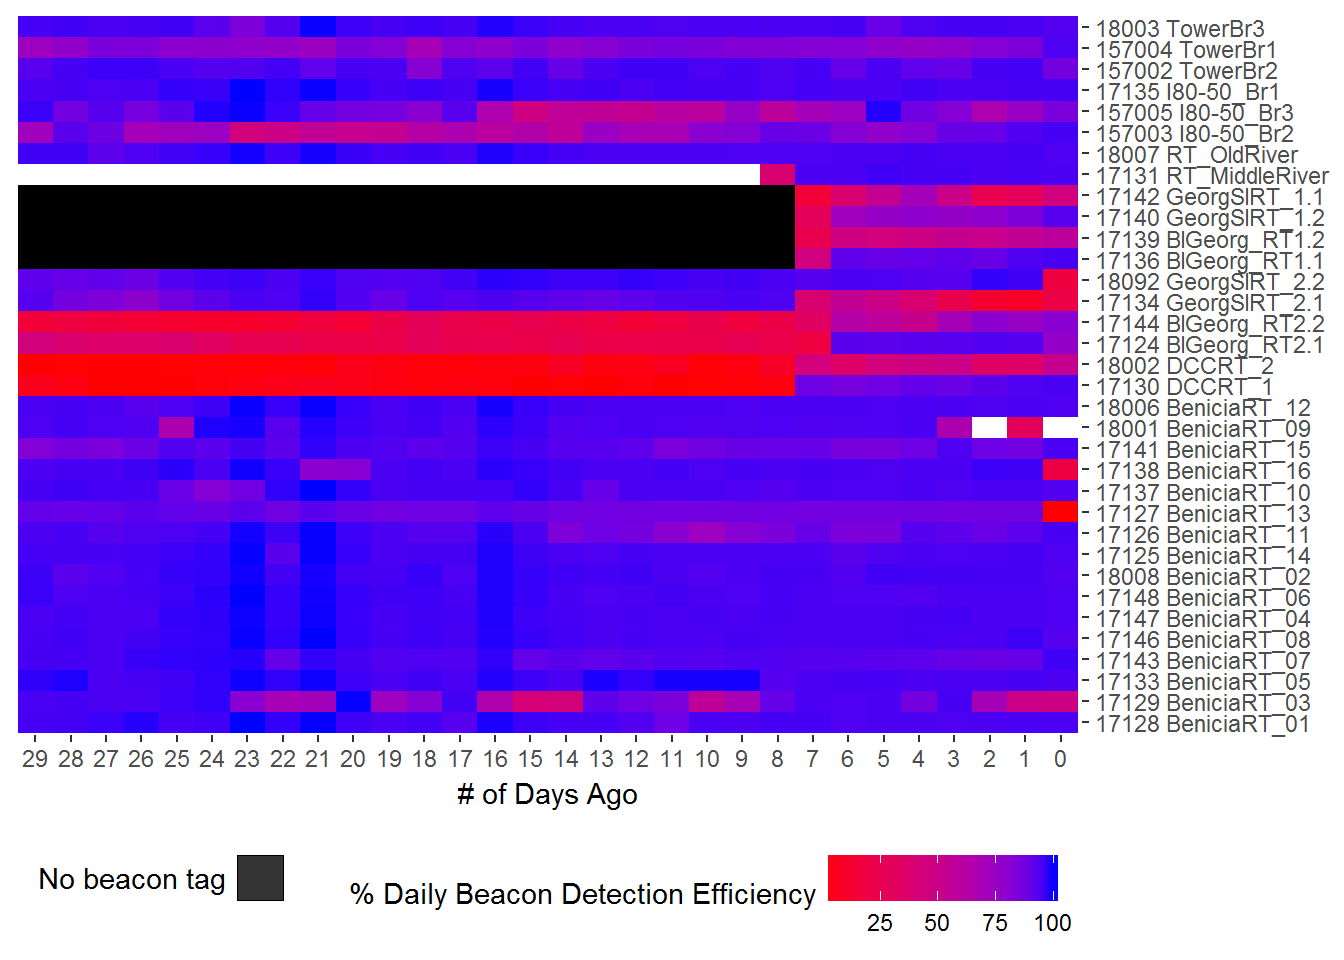 18003 TowerBr3
157004 TowerBr1
157002 TowerBr2
17135 I80-50_Br1
157005 I80-50_Br3
157003 I80-50_Br2
18007 RT_OldRiver
17131 RT_MiddleRiver
17142 GeorgSlRT_1.1
17140 GeorgSlRT_1.2
17139 BlGeorg_RT1.2
17136 BlGeorg_RT1.1
18092 GeorgSlRT_2.2
17134 GeorgSlRT_2.1
17144 BlGeorg_RT2.2
17124 BlGeorg_RT2.1
18002 DCCRT_2
17130 DCCRT_1
18006 BeniciaRT_12
18001 BeniciaRT_09
17141 BeniciaRT_15
17138 BeniciaRT_16
17137 BeniciaRT_10
17127 BeniciaRT_13
17126 BeniciaRT_11
17125 BeniciaRT_14
18008 BeniciaRT_02
17148 BeniciaRT_06
17147 BeniciaRT_04
17146 BeniciaRT_08
17143 BeniciaRT_07
17133 BeniciaRT_05
17129 BeniciaRT_03
17128 BeniciaRT_01
29 28 27 26 25 24 23 22 21 20 19 18 17 16 15 14 13 12 11 10 9 8 7 6 5 4 3 2 1 0
# of Days Ago
No beacon tag
% Daily Beacon Detection Efficiency
25 50 75 100